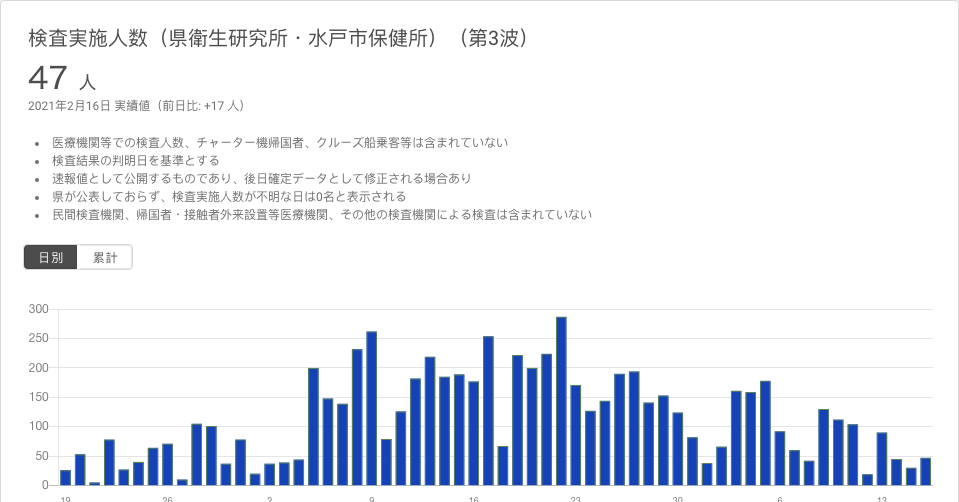 検査実施人数（県衛生研究所・水戸市保健所）（第3波）
47 人
2021年2月16日 実績値（前日比: +17 人）
医療機関等での検査人数、チャーター機帰国者、クルーズ船乗客等は含まれていない
検査結果の判明日を基準とする
速報値として公開するものであり、後日確定データとして修正される場合あり
県が公表しておらず、検査実施人数が不明な日は0名と表示される
民間検査機関、帰国者・接触者外来設置等医療機関、その他の検査機関による検査は含まれていない
日別 累計
300
250
200
150
100
50
0
19 26 2 9 16 23 30 6 13